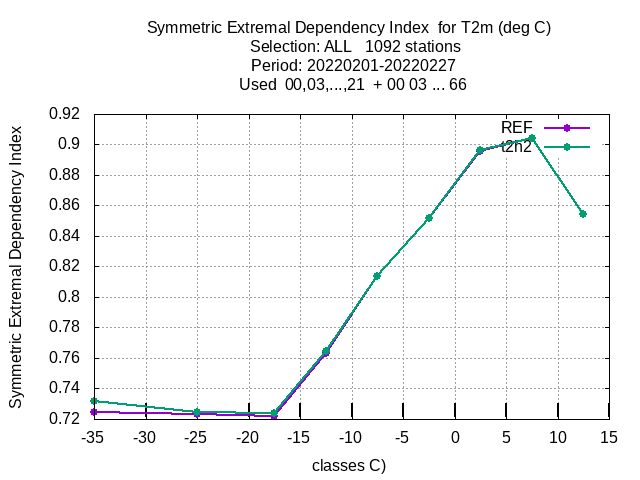 Symmetric Extremal Dependency Index  for T2m (deg C)
Selection: ALL   1092 stations
Period: 20220201-20220227
Used  00,03,...,21  + 00 03 ... 66
Symmetric Extremal Dependency Index
0.92
0.9
0.88
0.86
0.84
0.82
0.8
0.78
0.76
0.74
0.72
REF
t2h2
-35 -30 -25 -20 -15 -10 -5 0 5 10 15
classes C)